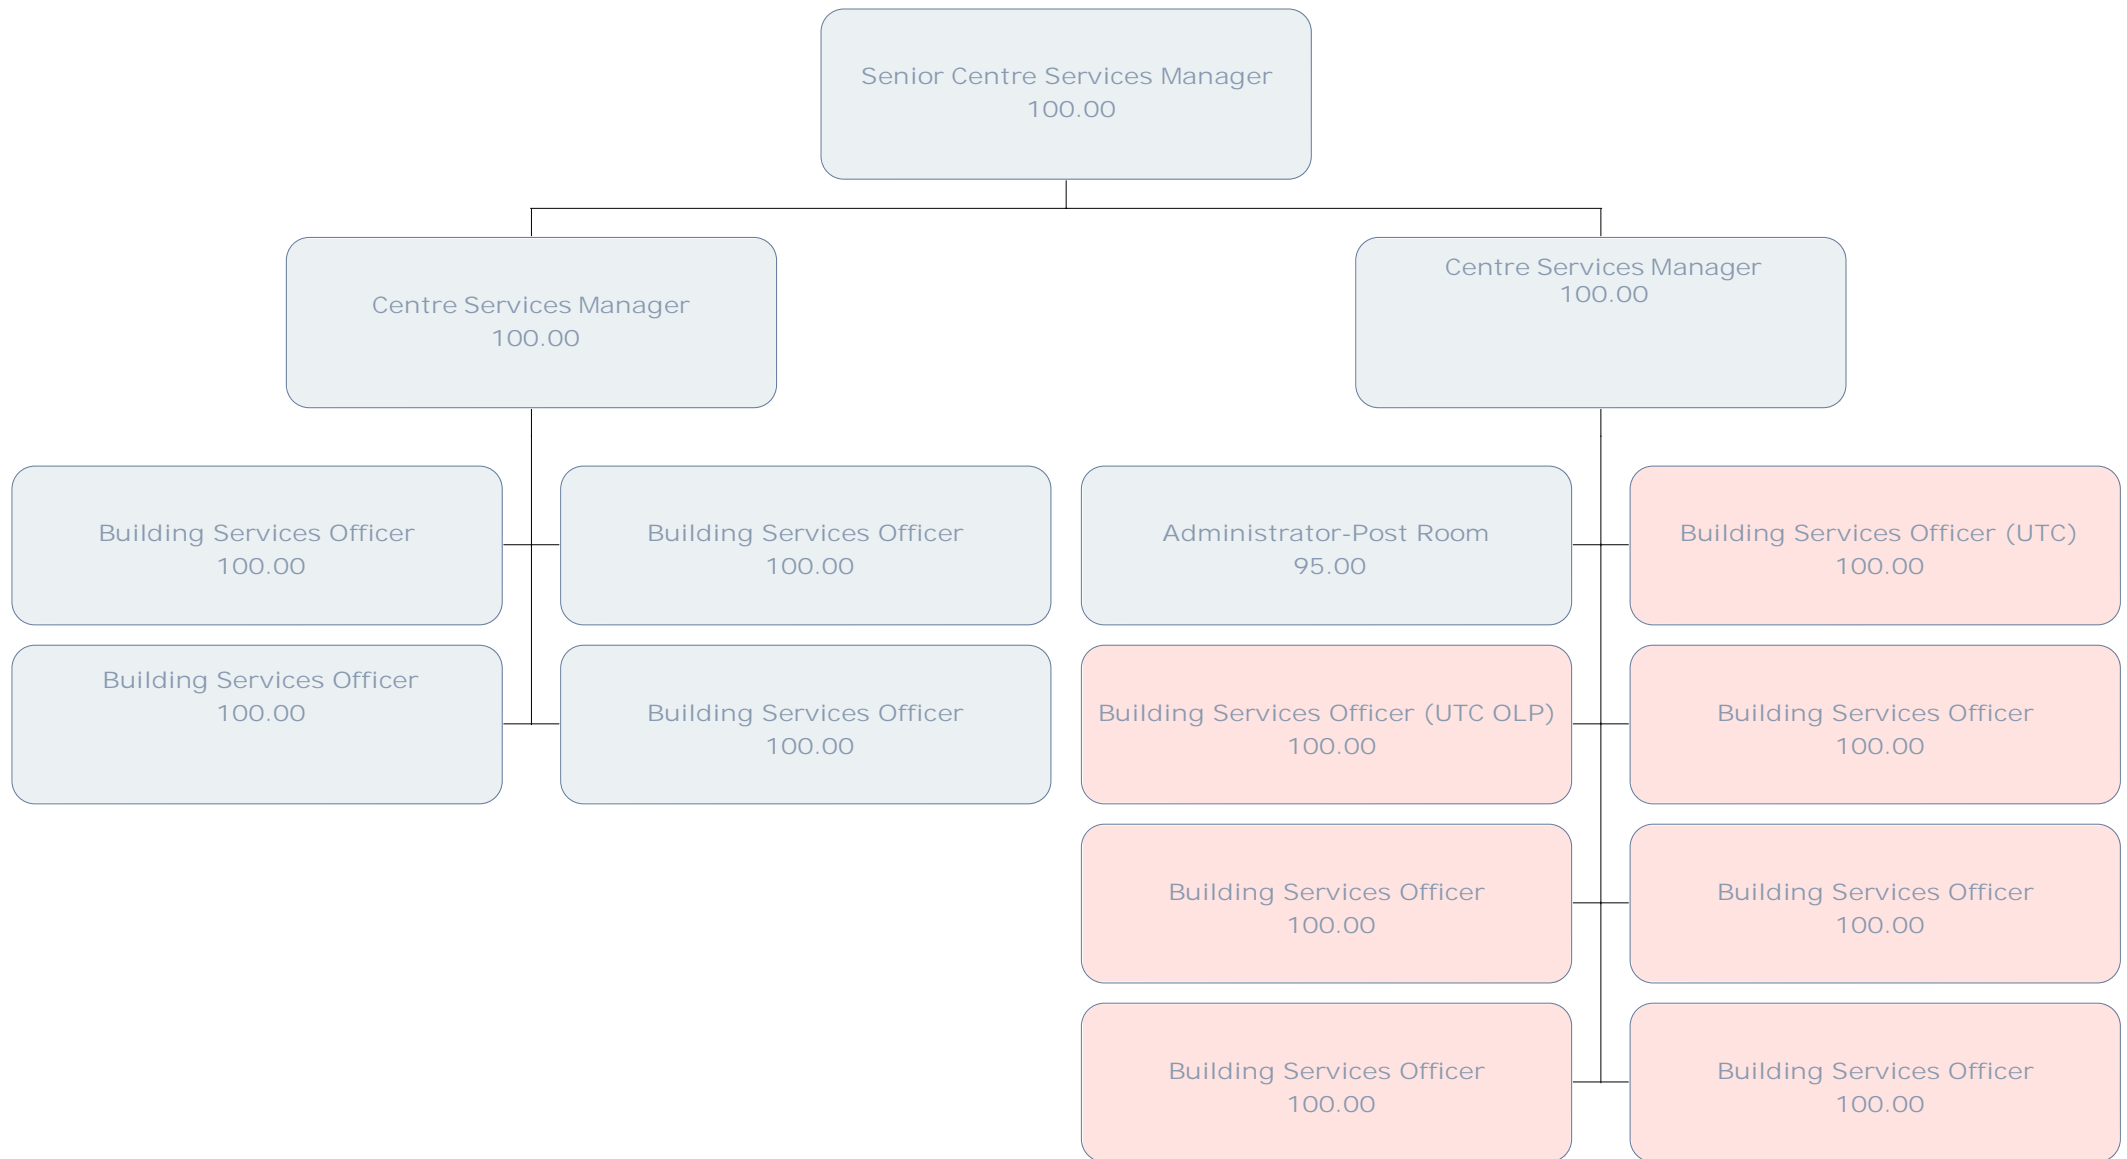 Senior Centre Services Manager
100.00
Centre Services Manager
100.00
Centre Services Manager
100.00
Building Services Officer
100.00
Building Services Officer
100.00
Building Services Officer
100.00
Building Services Officer
100.00
Administrator-Post Room
95.00
Building Services Officer (UTC)
100.00
Building Services Officer (UTC OLP)
100.00
Building Services Officer
100.00
Building Services Officer
100.00
Building Services Officer
100.00
Building Services Officer
100.00
Building Services Officer
100.00